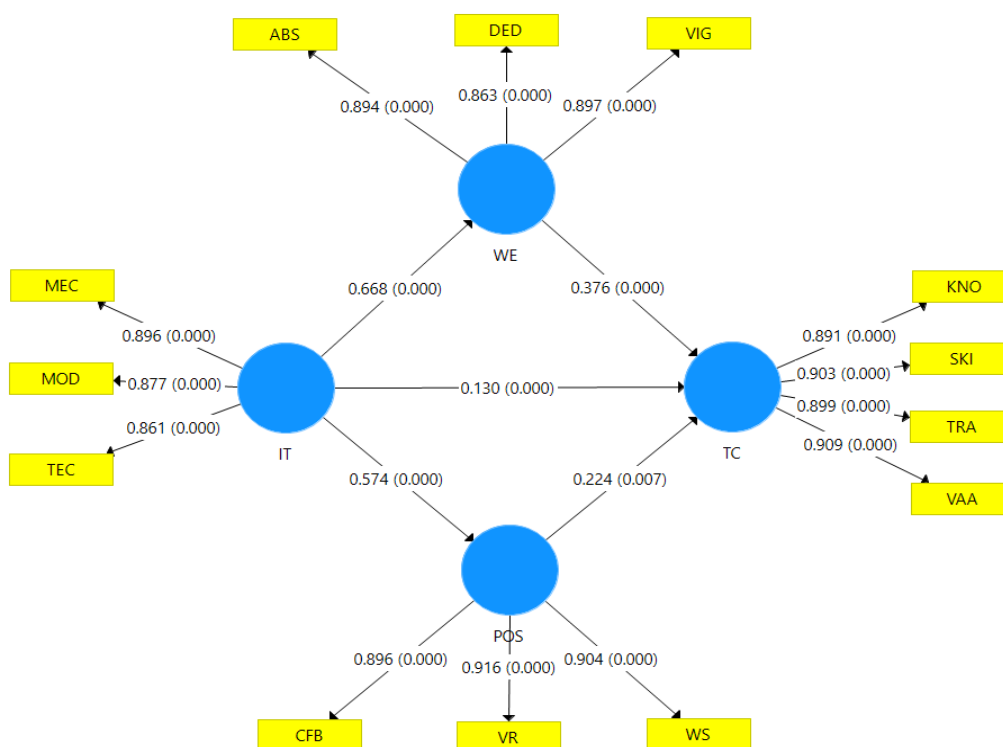 ABS
DED
VIG
0.894 (0.000)
0.863 (0.000)
0.897 (0.000)
WE
MEC
KNO
0.668 (0.000)
0.376 (0.000)
0.896 (0.000)
0.891 (0.000)
MOD
0.877 (0.000)
0.130 (0.000)
0.903 (0.000)
SKI
0.861 (0.000)
0.899 (0.000)
TRA
IT
TC
0.909 (0.000)
TEC
0.574 (0.000)
0.224 (0.007)
VAA
POS
0.896 (0.000)
0.916 (0.000)
0.904 (0.000)
CFB
VR
WS